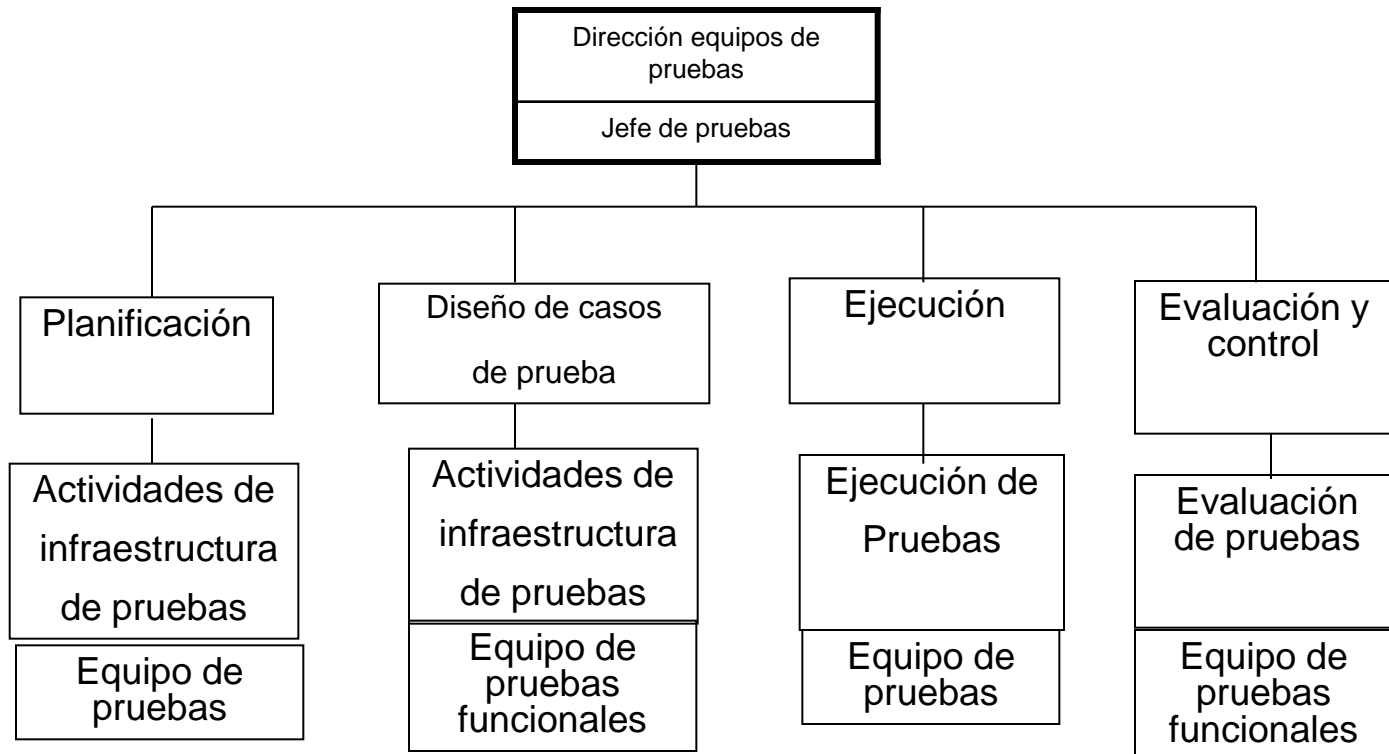 Dirección equipos de
pruebas
Jefe de pruebas
Planificación
Diseño de casos
de prueba
Ejecución
Evaluación y
control
Actividades de
infraestructura
de pruebas
Equipo de
pruebas
Actividades de
infraestructura
de pruebas
Equipo de
pruebas
funcionales
Ejecución de
Pruebas
Equipo de
pruebas
Evaluación
de pruebas
Equipo de
pruebas
funcionales